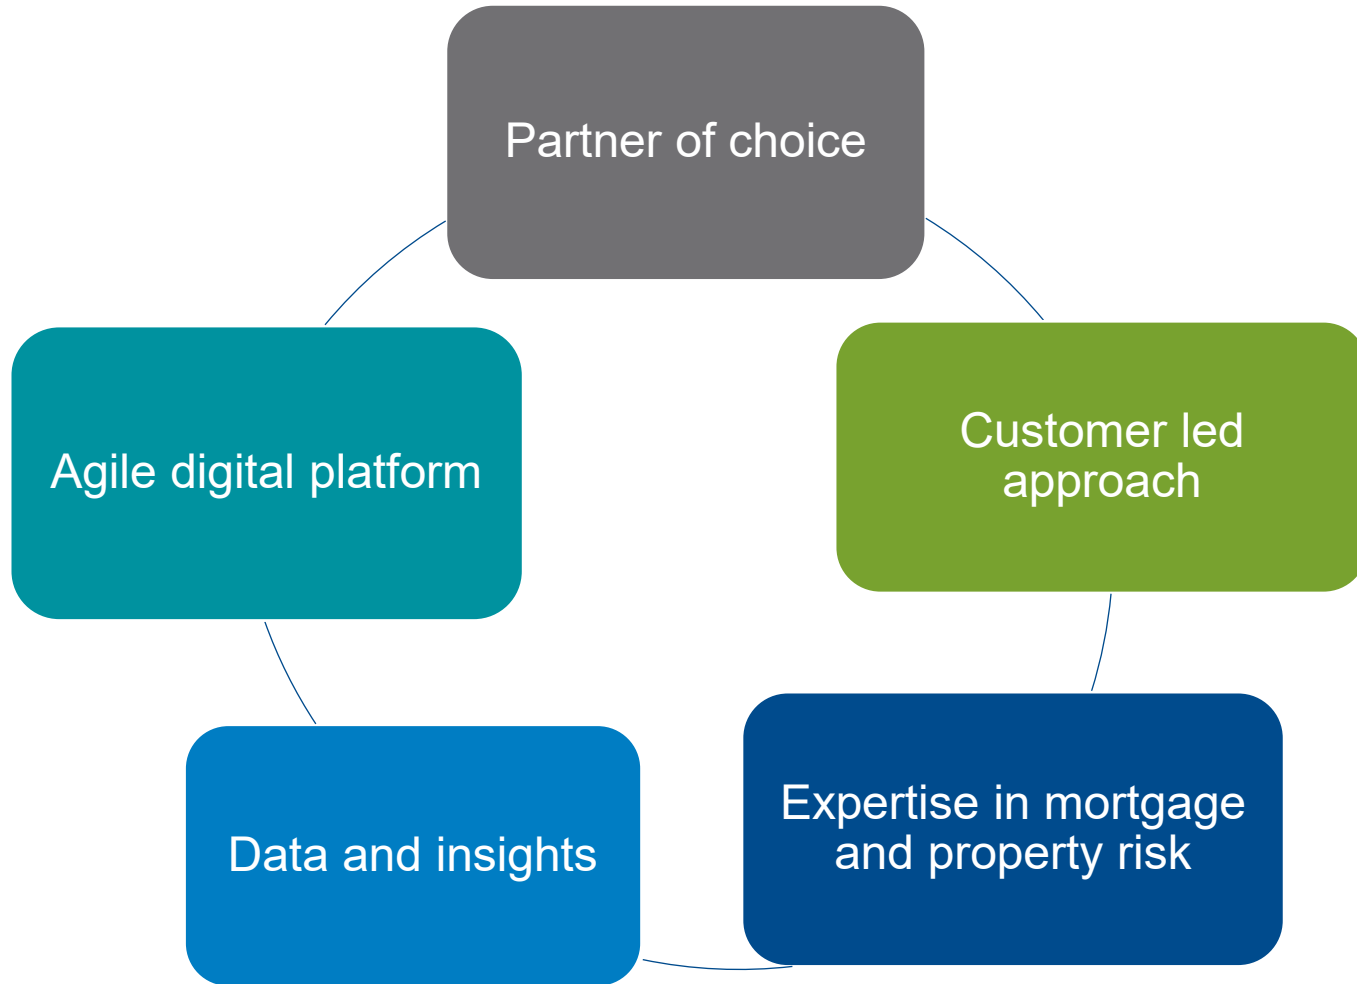 Partner of choice
Customer led
approach
Agile digital platform
Expertise in mortgage
and property risk
Data and insights